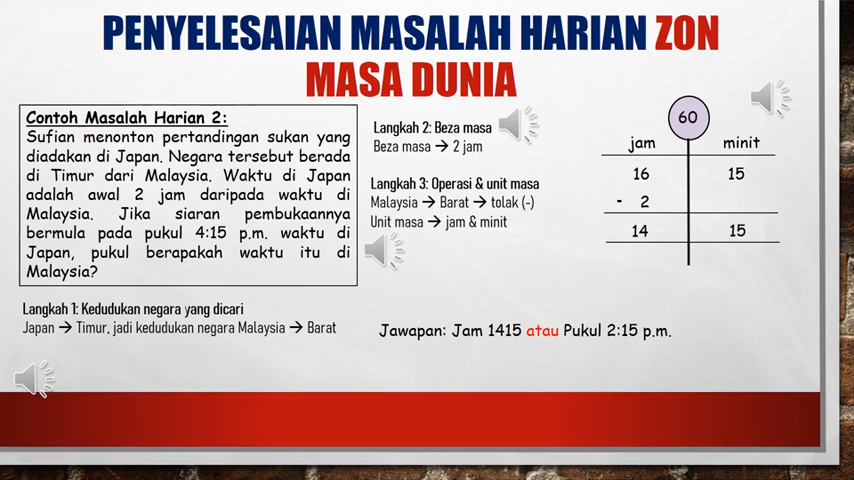 PENYELESAIAN MASALAH HARIAN ZON
MASA DUNIA
Contoh Masalah Harian 2:
Sufian menonton pertandingan sukan yang
diadakan di Japan. Negara tersebut berada
di Timur dari Malaysia. Waktu di Japan
adalah awal 2 jam daripada waktu di
Malaysia. Jika siaran pembukaannya
bermula pada pukul 4:15 p.m. waktu di
Japan, pukul berapakah waktu itu di
Malaysia?
Langkah 1: Kedudukan negara yang dicari
Japan → Timur, jadi kedudukan negara Malaysia → Barat
Langkah 2: Beza masa
Beza masa → 2 jam
Langkah 3: Operasi & unit masa
Malaysia → Barat → tolak (-)
Unit masa → jam & minit
60
jam minit
16 15
- 2
14 15
Jawapan: Jam 1415 atau Pukul 2:15 p.m.